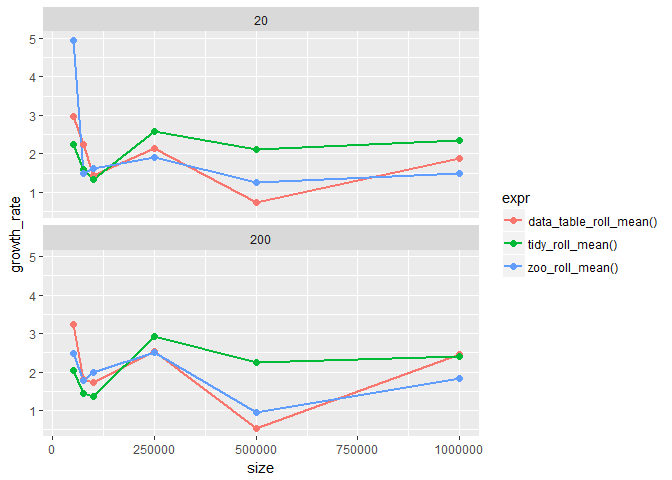 20
5
4
3
2
1
growth_rate
200
5
4
3
2
1
0
250000
500000
750000
1000000
size
expr
data_table_roll_mean()
tidy_roll_mean()
zoo_roll_mean()